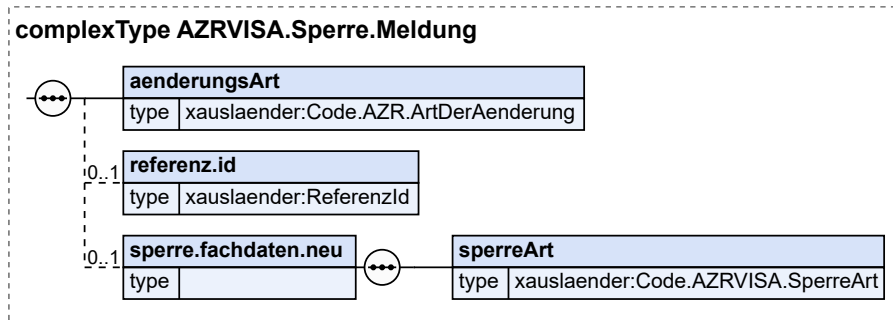 complexType AZRVISA.Sperre.Meldung
aenderungsArt
type xauslaender:Code.AZR.ArtDerAenderung
0..1 referenz.id
type xauslaender:ReferenzId
0..1 sperre.fachdaten.neu sperreArt
type type xauslaender:Code.AZRVISA.SperreArt